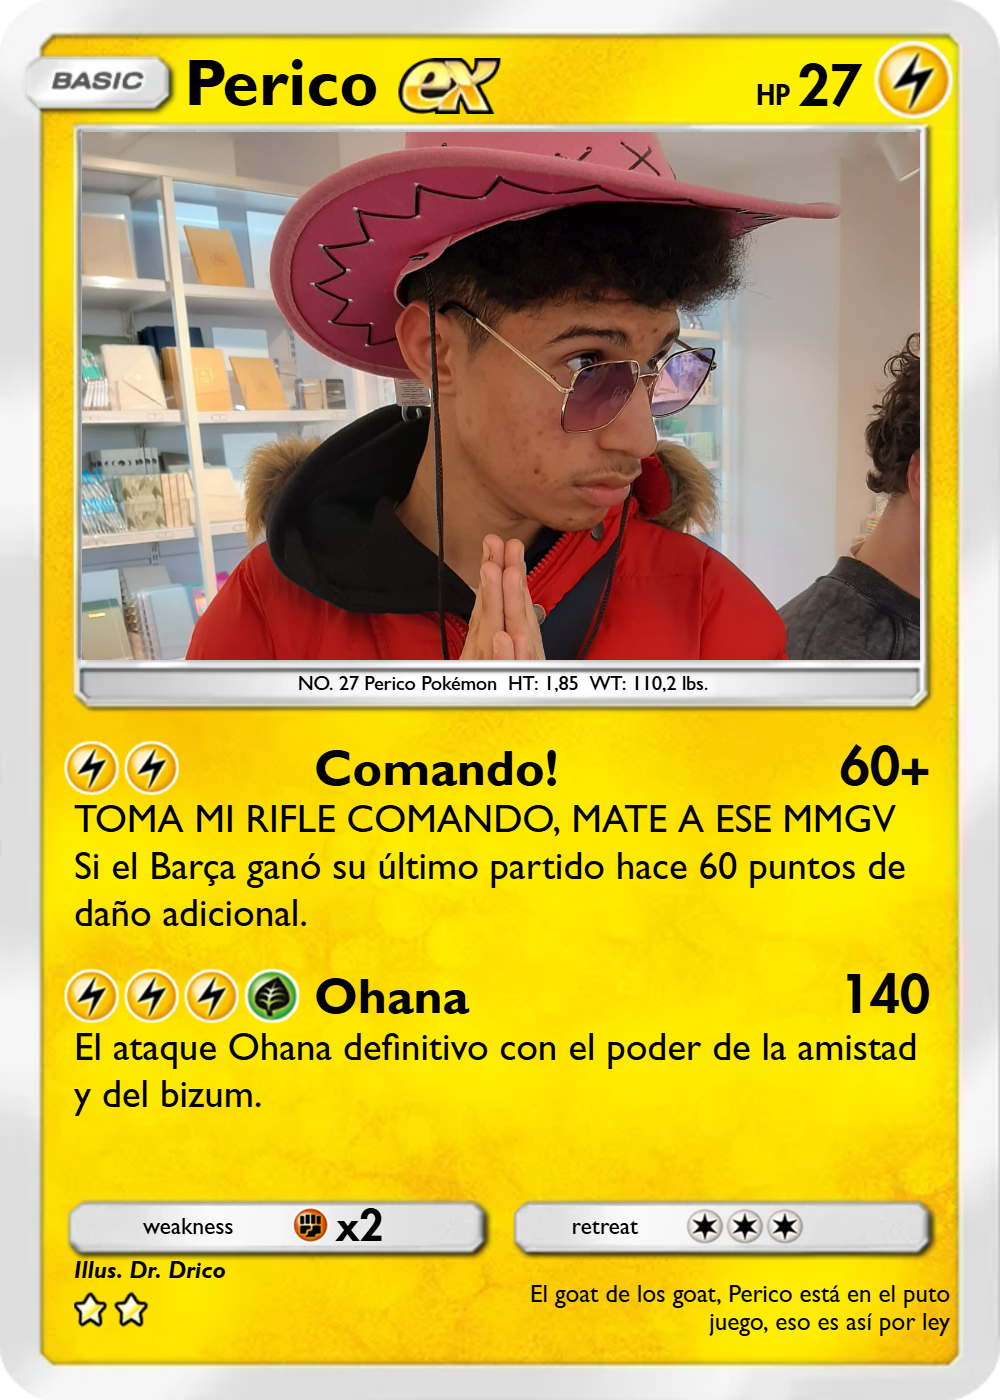 BASIC Perico ex HP 27
NO. 27 Perico Pokémon HT: 1,85 WT: 110,2 lbs.
Comando! 60+
TOMA MI RIFLE COMANDO, MATE A ESE MMGV
Si el Barça ganó su último partido hace 60 puntos de
daño adicional.
Ohana 140
El ataque Ohana definitivo con el poder de la amistad
y del bizum.
weakness x2 retreat
Illus. Dr. Drico
El goat de los goat, Perico está en el puto
juego, eso es así por ley